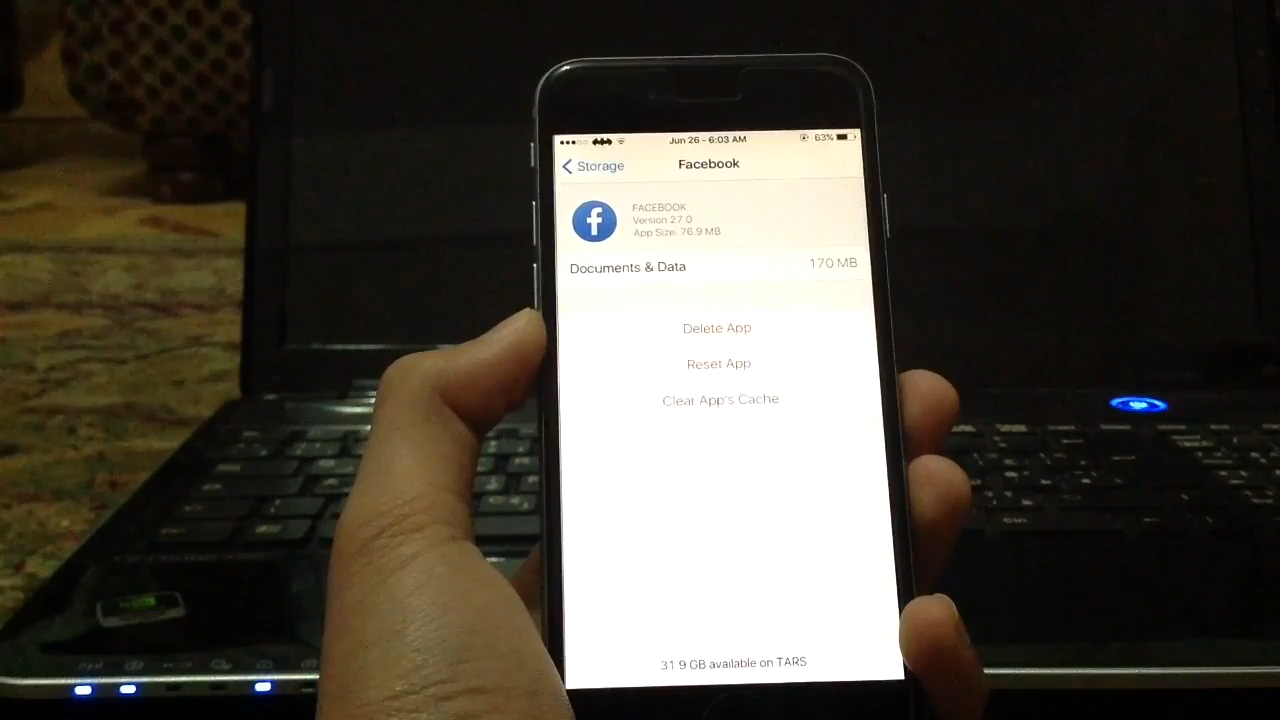 Jun 26 - 6:03 AM
63%
Storage
Facebook
f
FACEBOOK
Version 27.0
App Size: 76.9 MB
Documents & Data
170 MB
Delete App
Reset App
Clear App's Cache
31.9 GB available on TARS